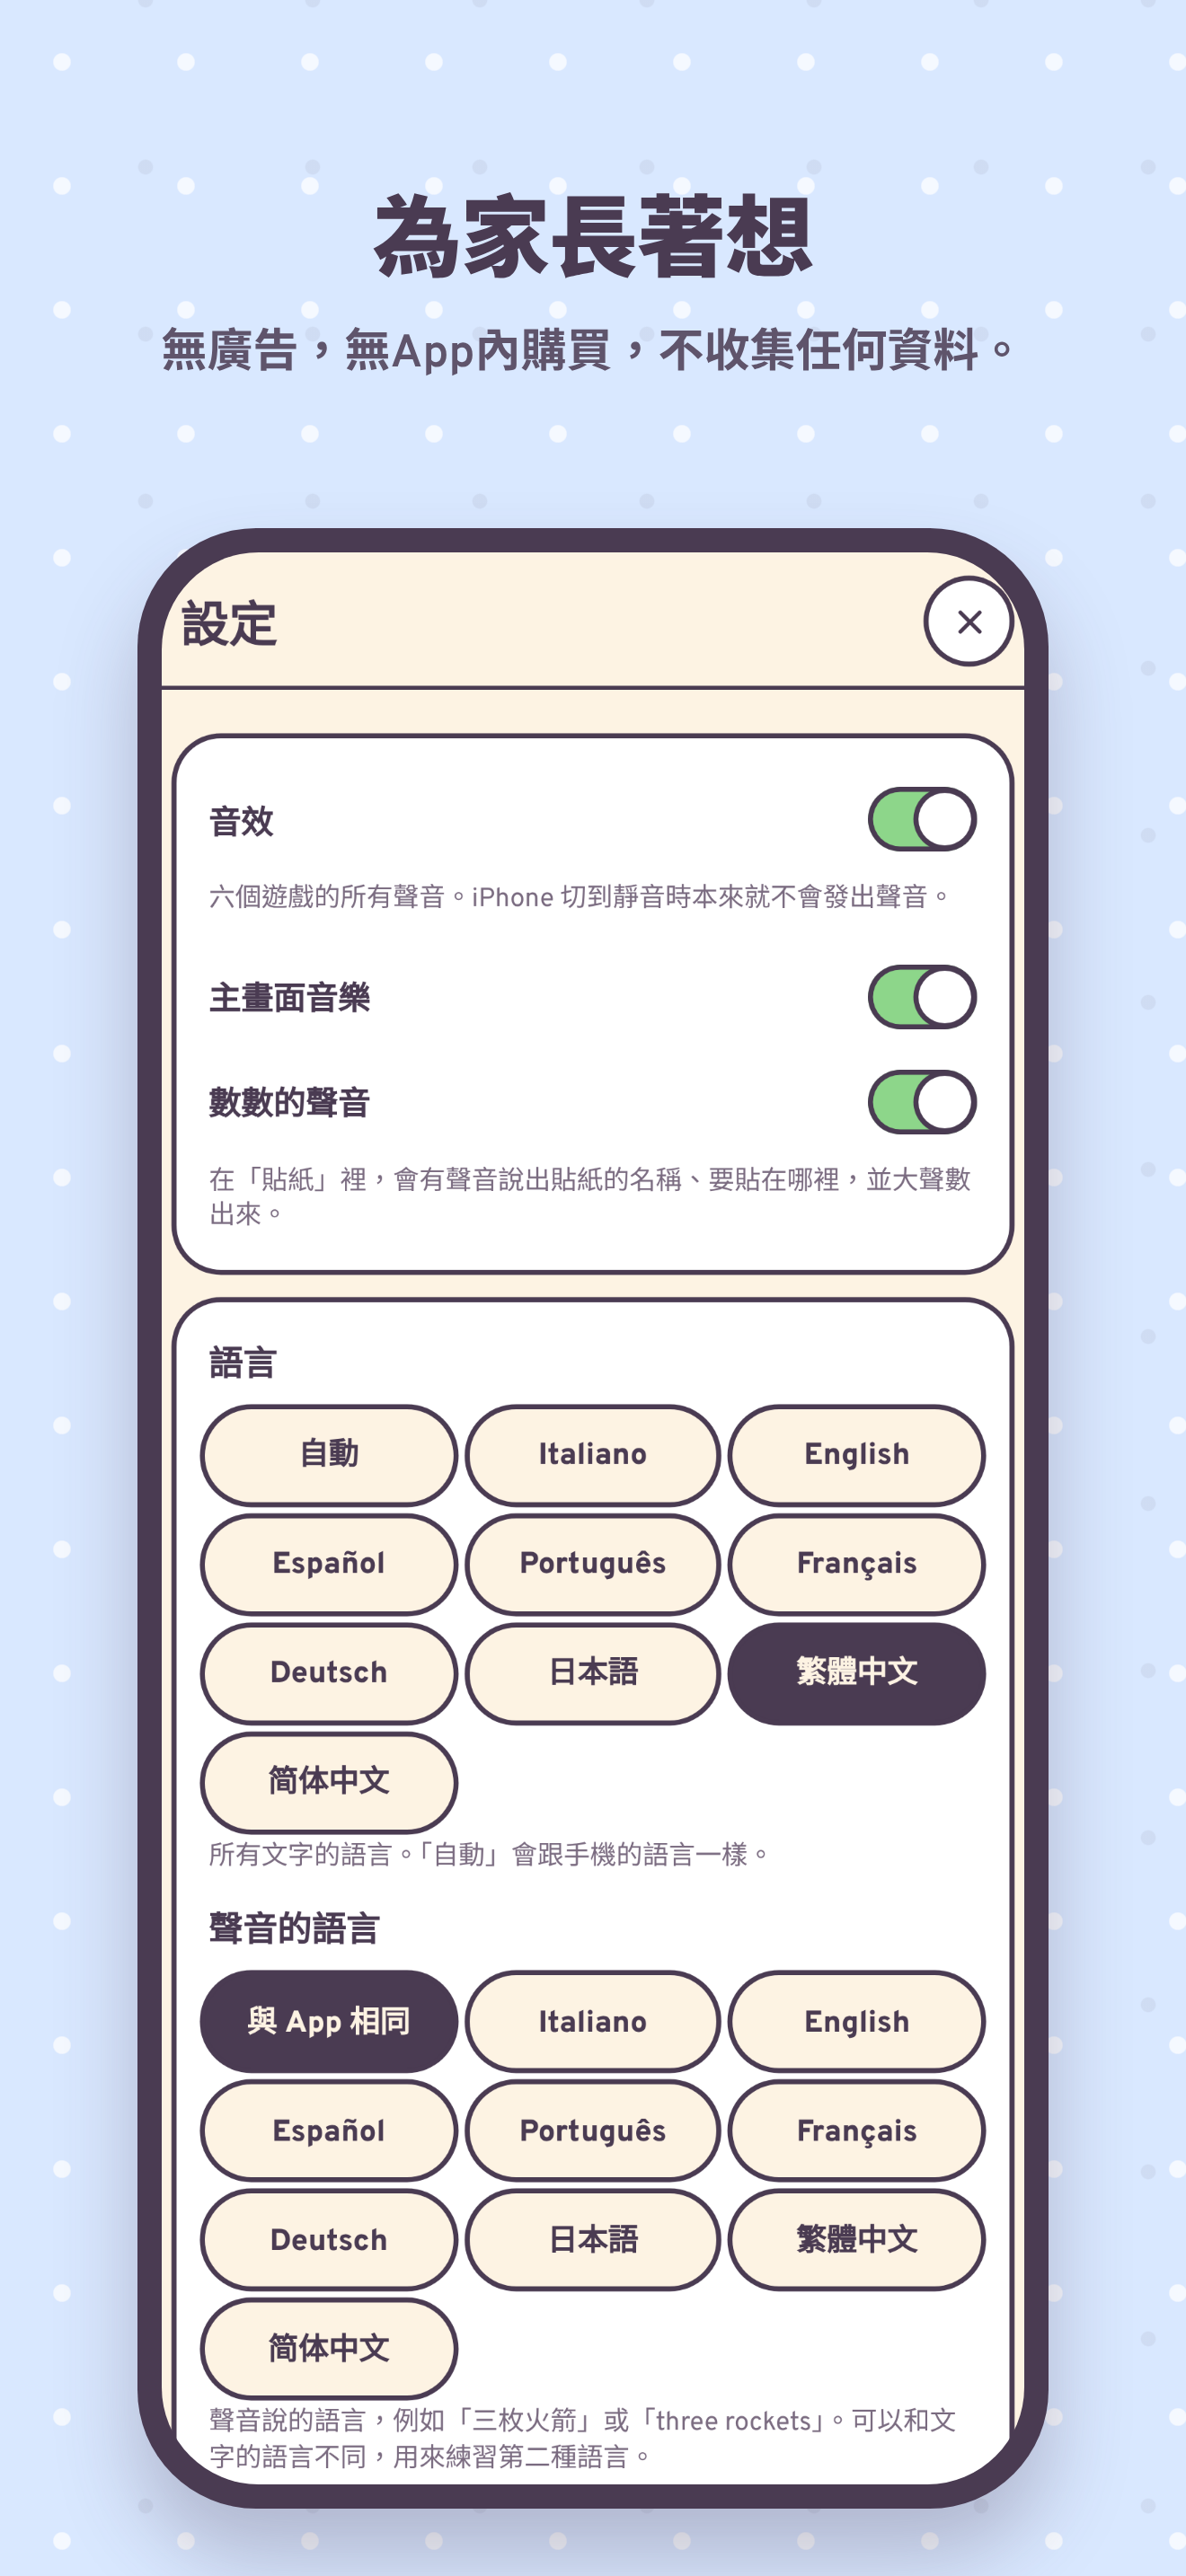 為家長著想
無廣告，無App內購買，不收集任何資料。
設定
音效
六個遊戲的所有聲音。iPhone 切到靜音時本來就不會發出聲音。
主畫面音樂
數數的聲音
在「貼紙」裡，會有聲音說出貼紙的名稱、要貼在哪裡，並大聲數
出來。
語言
自動
Italiano
English
Español
Português
Français
Deutsch
日本語
繁體中文
简体中文
所有文字的語言。「自動」會跟手機的語言一樣。
聲音的語言
與 App 相同
Italiano
English
Español
Português
Français
Deutsch
日本語
繁體中文
简体中文
聲音說的語言，例如「三枚火箭」或「three rockets」。可以和文
字的語言不同，用來練習第二種語言。